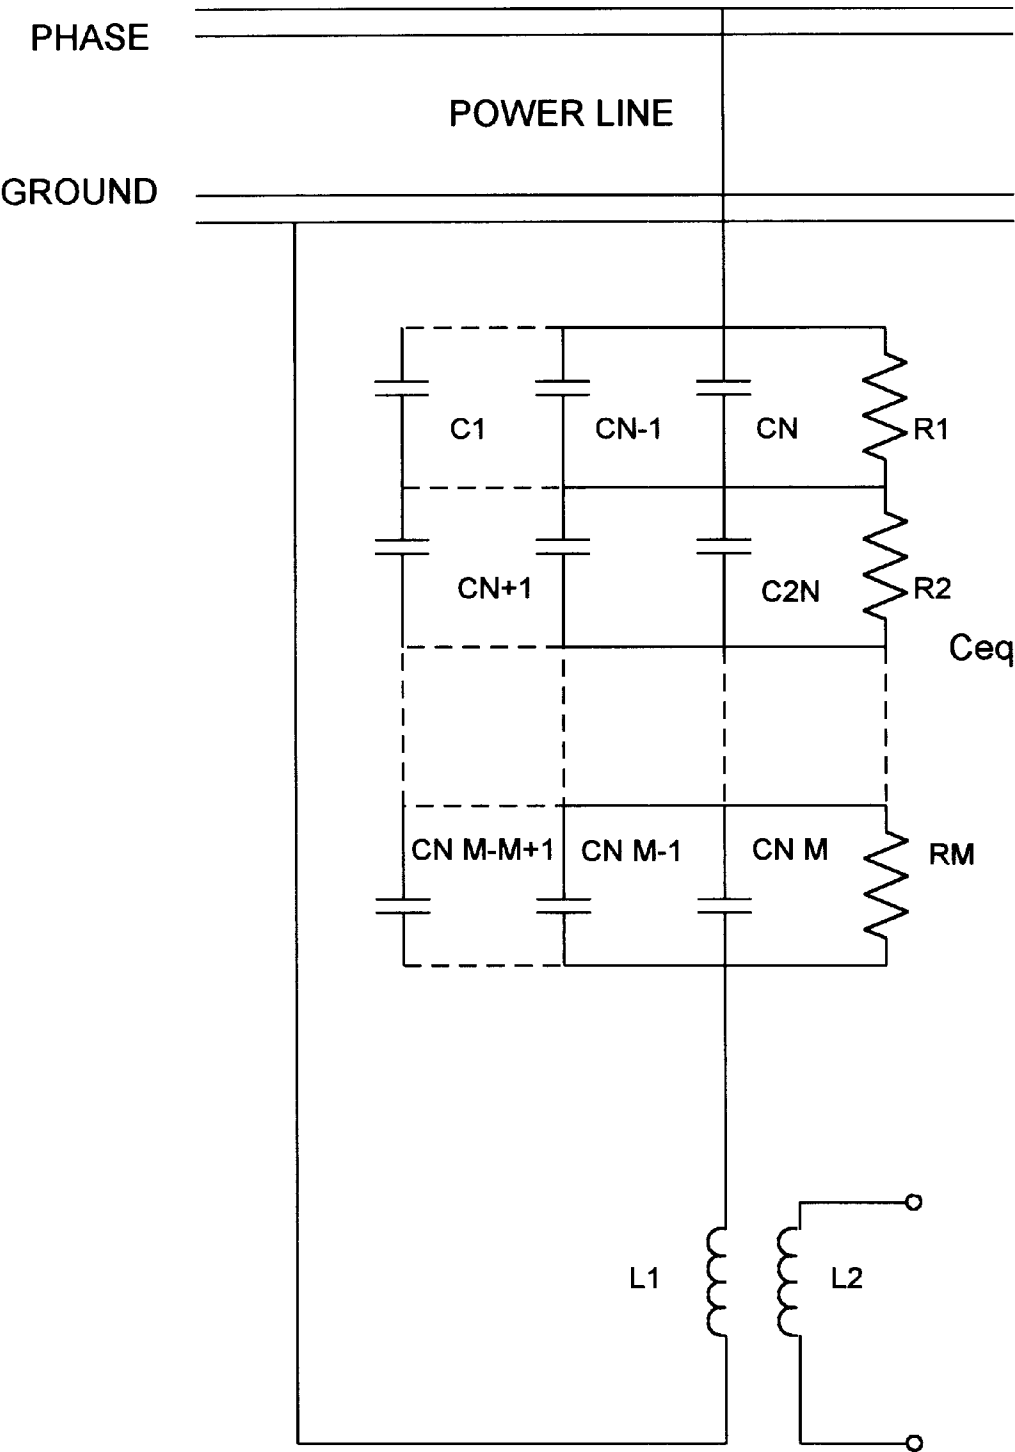 PHASE
POWER LINE
GROUND
C1
CN-1
CN
R1
CN+1
C2N
R2
Ceq
CN M-M+1
CN M-1
CN M
RM
L1
L2